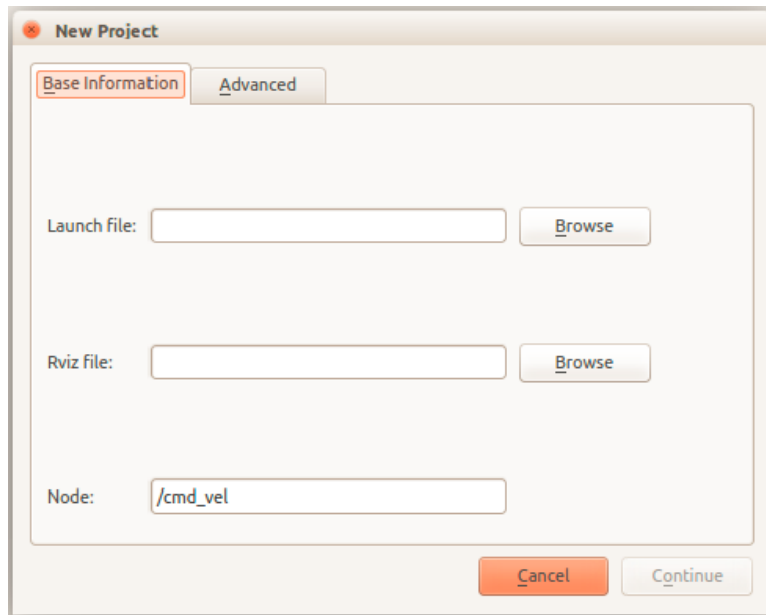 New Project
Base Information Advanced
Launch file: Browse
Rviz file: Browse
Node: /cmd_vel
Cancel Continue